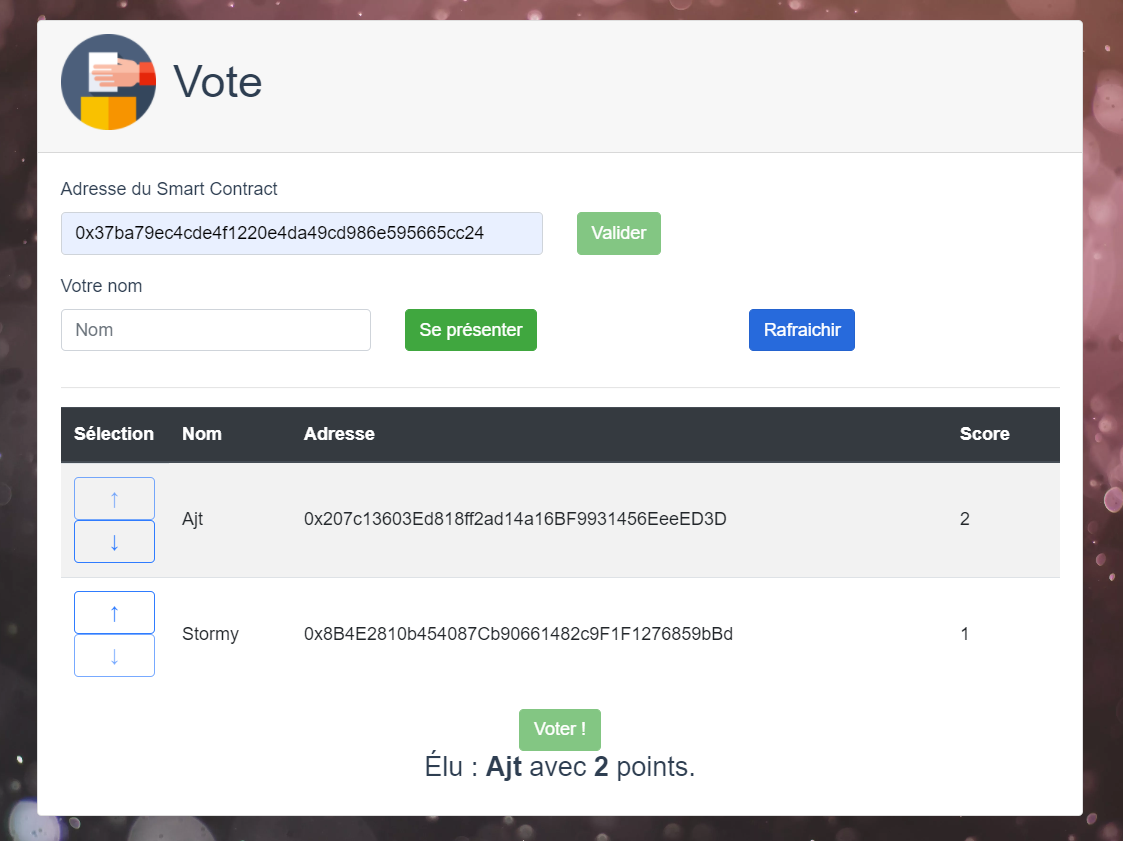 Vote
Adresse du Smart Contract
0x37ba79ec4cde4f1220e4da49cd986e595665cc24 Valider
Votre nom
Nom Se présenter Rafraichir
Sélection Nom Adresse Score
↑
Ajt 0x207c13603Ed818ff2ad14a16BF9931456EeeED3D 2
↓
↑
Stormy 0x8B4E2810b454087Cb90661482c9F1F1276859bBd 1
↓
Voter !
Élu : Ajt avec 2 points.